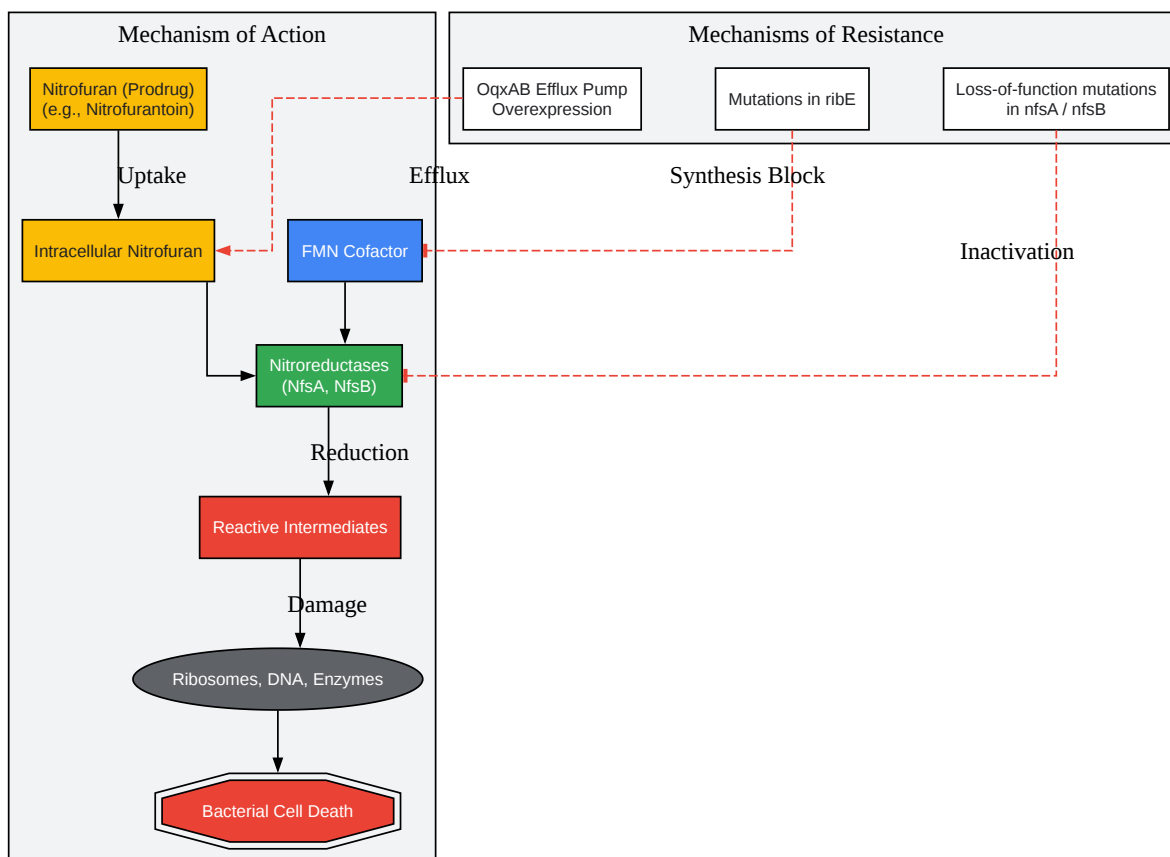 Mechanism of Action
Mechanisms of Resistance
Nitrofuran (Prodrug)
(e.g., Nitrofurantoin)
OqxAB Efflux Pump
Overexpression
Mutations in ribE
Loss-of-function mutations
in nfsA / nfsB
Uptake
Efflux
Synthesis Block
Intracellular Nitrofuran
FMN Cofactor
Inactivation
Nitroreductases
(NfsA, NfsB)
Reduction
Reactive Intermediates
Damage
Ribosomes, DNA, Enzymes
Bacterial Cell Death